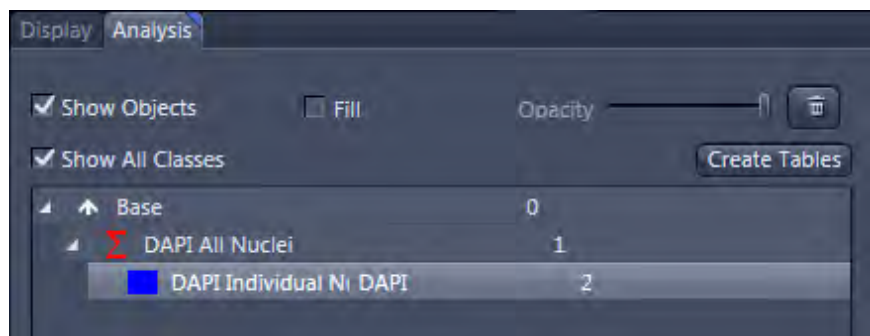 Display Analysis
Show Objects Fill Opacity
Show All Classes Create Tables
Base 0
DAPI All Nuclei 1
DAPI Individual Nu DAPI 2